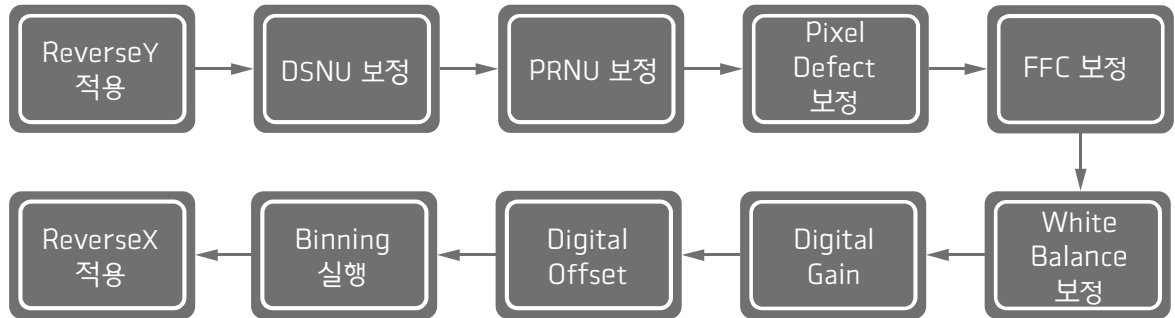 ReverseY
적용
DSNU 보정
PRNU 보정
Pixel
Defect
보정
FFC 보정
White
Balance
보정
Digital
Gain
Digital
Offset
Binning
실행
ReverseX
적용